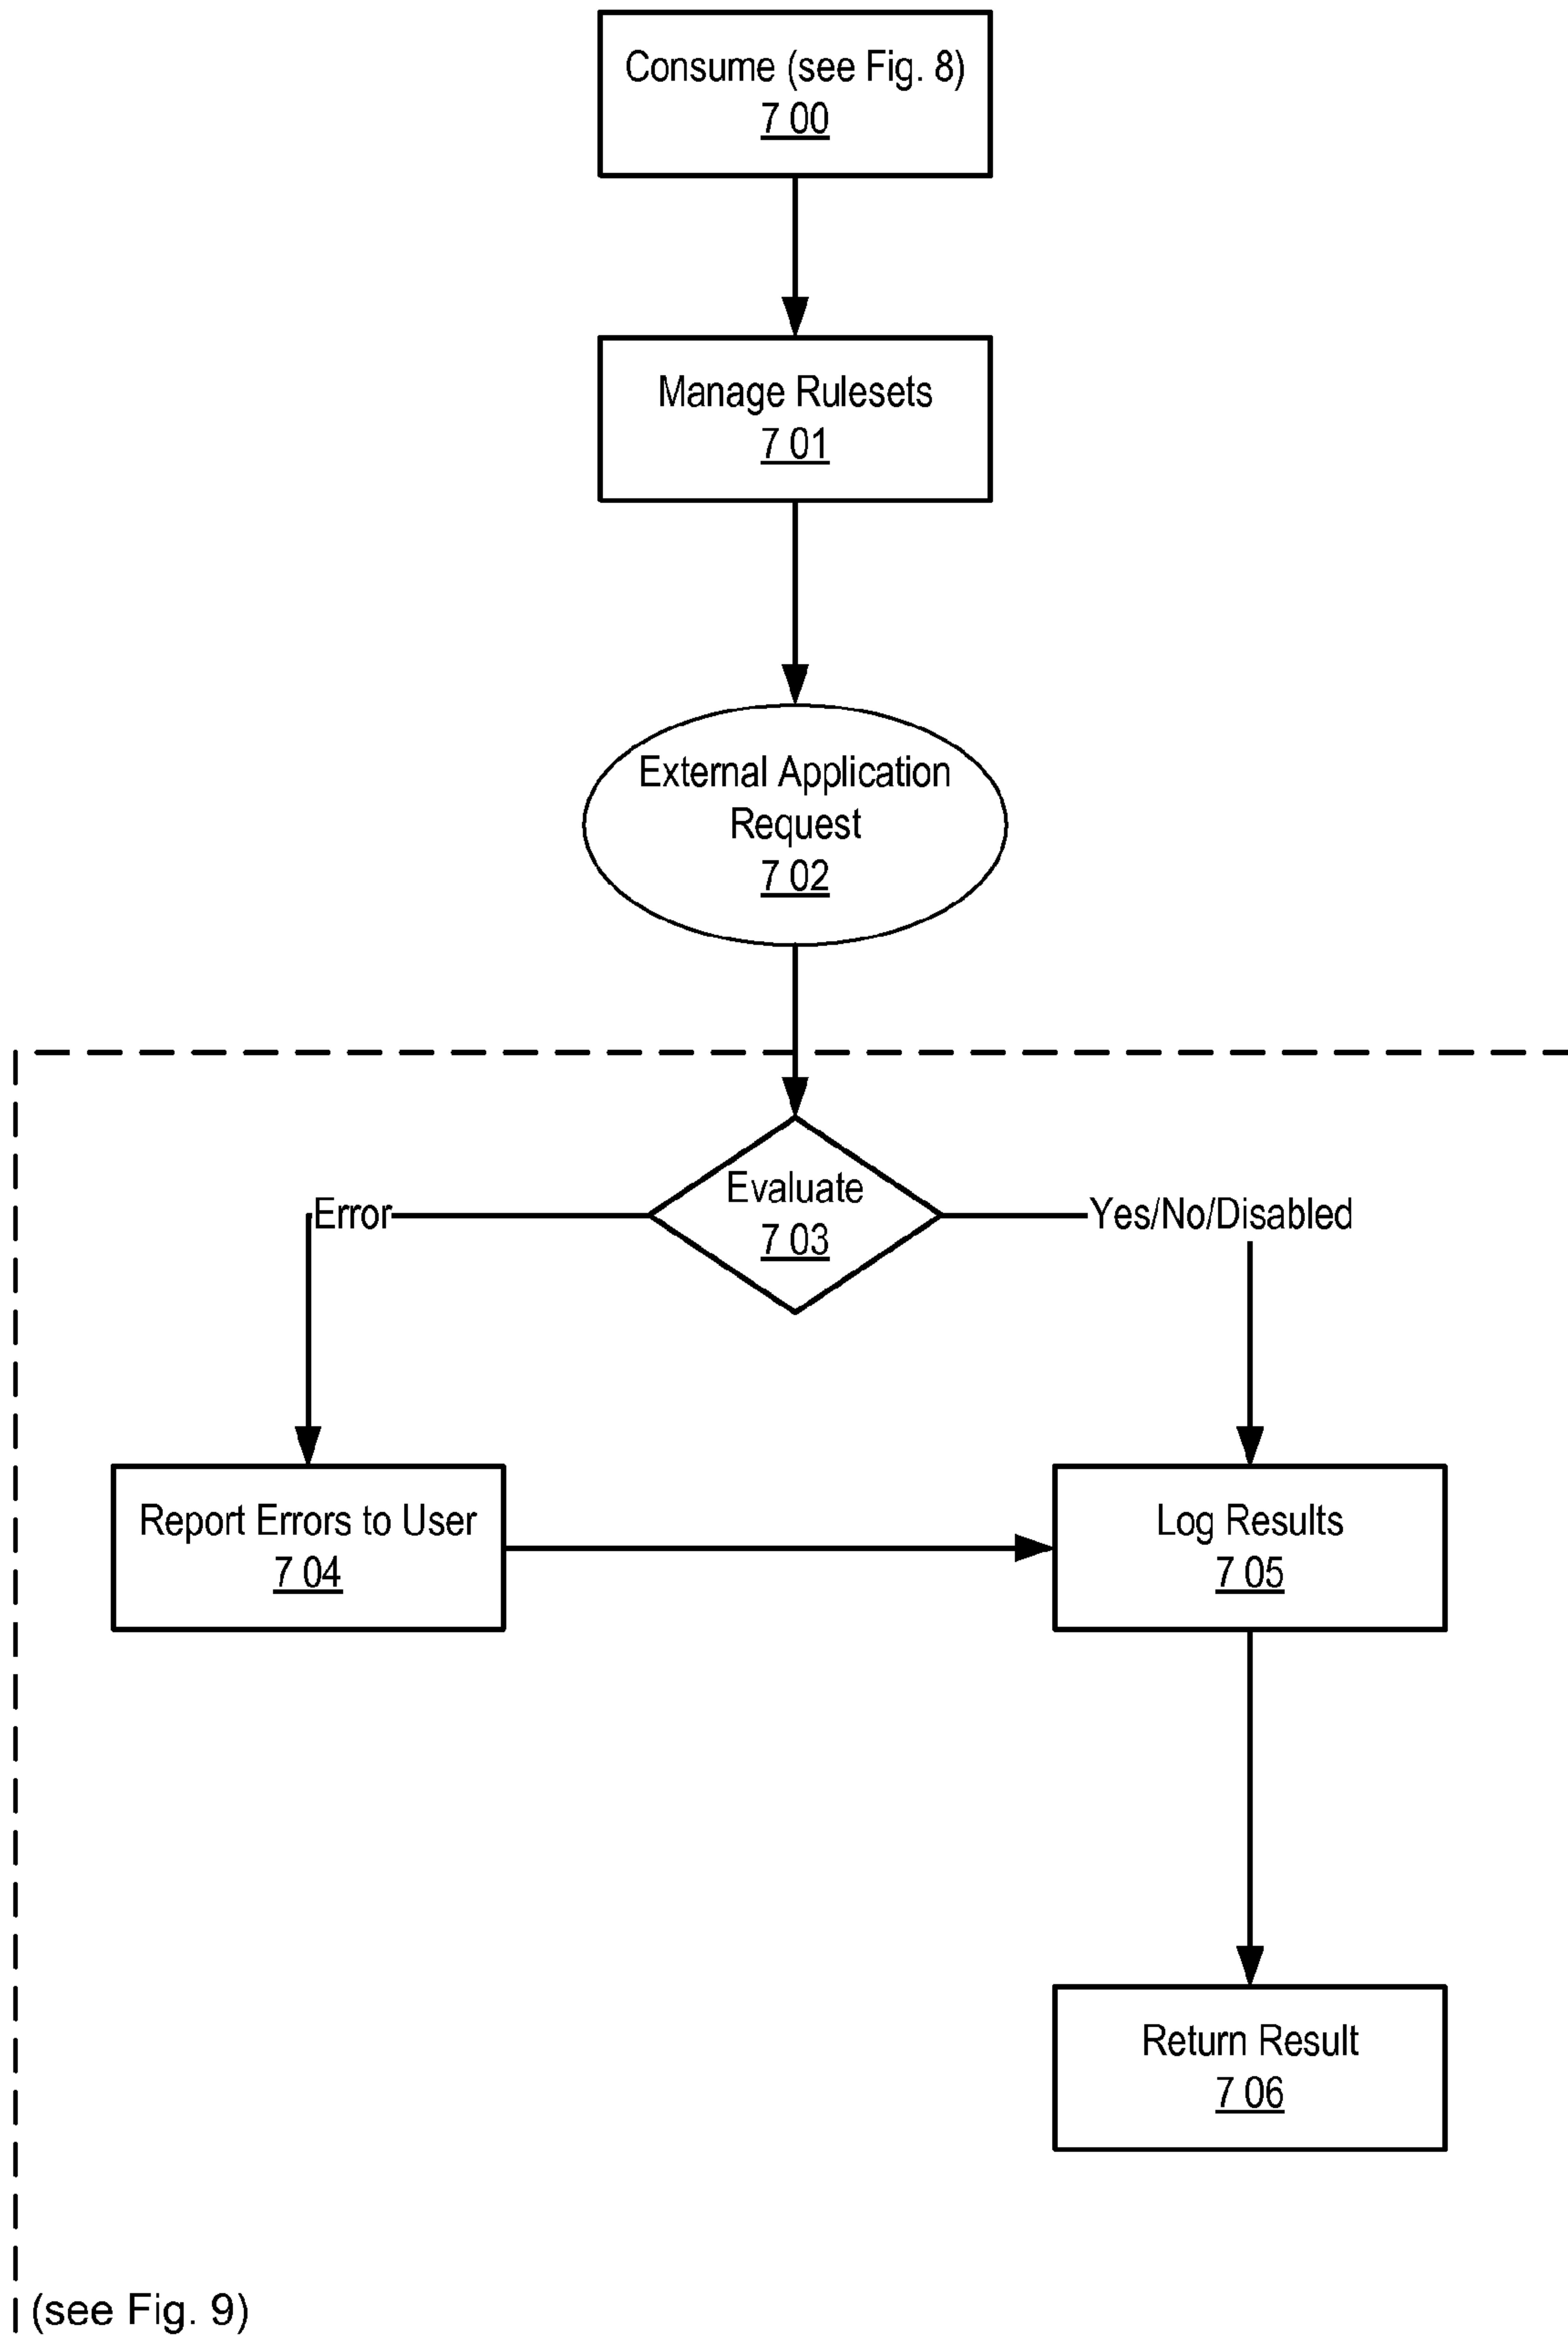 Consume (see Fig. 8)
7 00
Manage Rulesets
7 01
External Application
Request
7 02
Evaluate
7 03
Error
Yes/No/Disabled
Report Errors to User
7 04
Log Results
7 05
Return Result
7 06
(see Fig. 9)